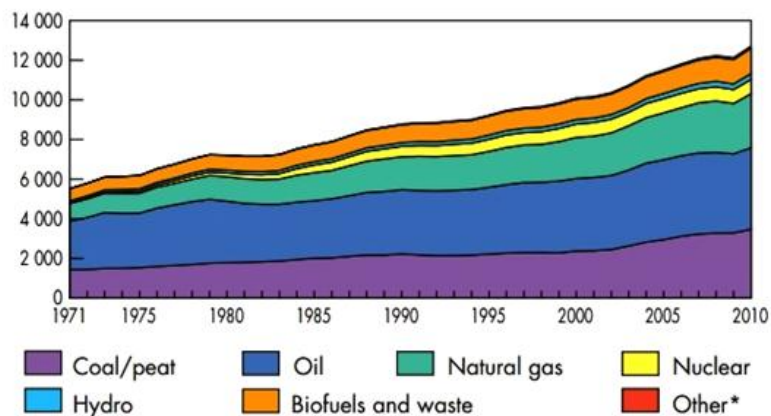 14 000
12 000
10 000
8 000
6 000
4 000
2 000
0
1971 1975 1980 1985 1990 1995 2000 2005 2010
Coal/peat Oil Natural gas Nuclear
Hydro Biofuels and waste Other*